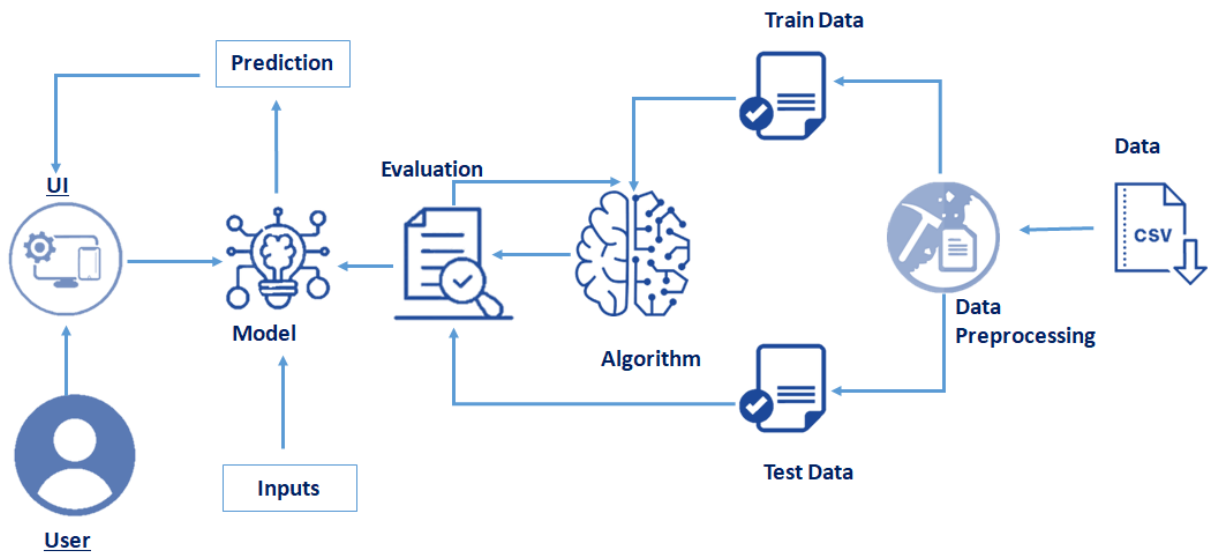 Train Data
Prediction
Data
Evaluation
UI
CSV
Data
Preprocessing
Model
Algorithm
Test Data
Inputs
User